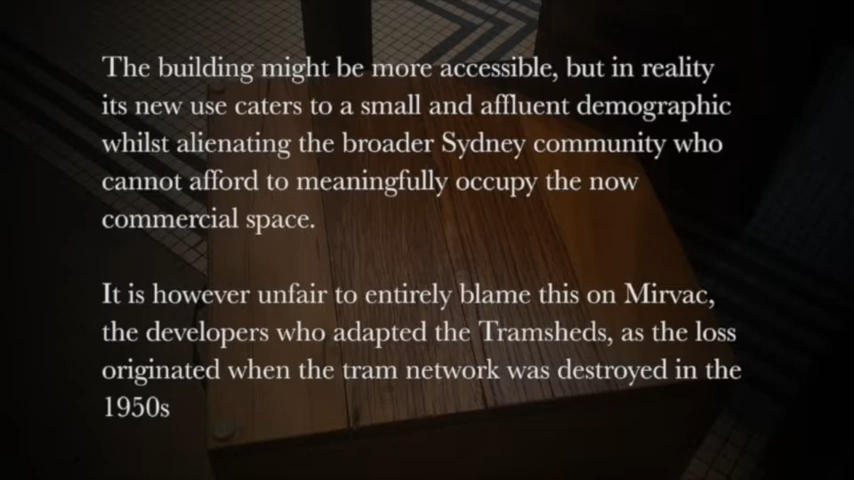 The building might be more accessible, but in reality
its new use caters to a small and affluent demographic
whilst alienating the broader Sydney community who
cannot afford to meaningfully occupy the now
commercial space.
It is however unfair to entirely blame this on Mirvac,
the developers who adapted the Tramsheds, as the loss
originated when the tram network was destroyed in the
1950s